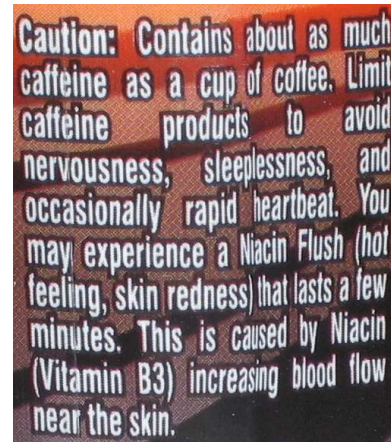 Caution: Contains about as much
caffeine as a cup of coffee. Limit
caffeine products to avoid
nervousness, sleeplessness, and
occasionally rapid heartbeat. You
may experience a Niacin Flush (hot
feeling, skin redness) that lasts a few
minutes. This is caused by Niacin
(Vitamin B3) increasing blood flow
near the skin.